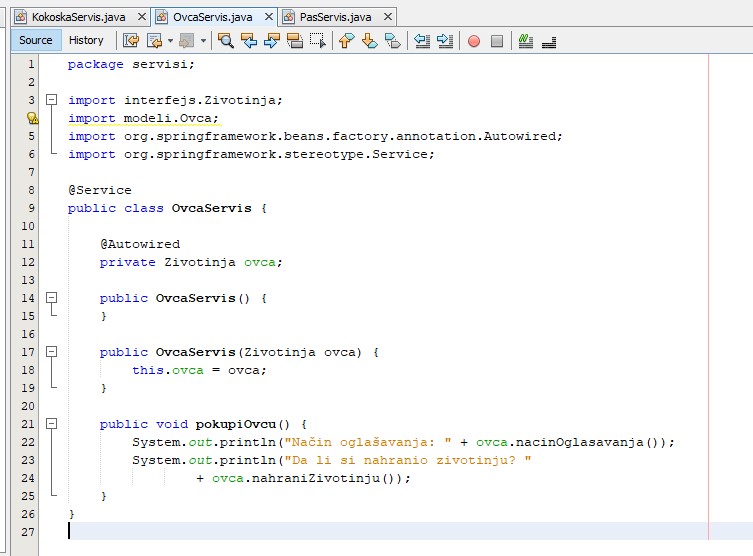 KokoskaServis.java OvcaServis.java PasServis.java
Source History
1 package servisi;
2
3 import interfejs.Zivotinja;
import modeli.Ovca;
5 import org.springframework.beans.factory.annotation.Autowired;
6 import org.springframework.stereotype.Service;
7
8 @Service
9 public class OvcaServis {
10
11 @Autowired
12 private Zivotinja ovca;
13
14 public OvcaServis() {
15 }
16
17 public OvcaServis(Zivotinja ovca) {
18 this.ovca = ovca;
19 }
20
21 public void pokupiOvcu() {
22 System.out.println("Način oglašavanja: " + ovca.nacinOglasavanja());
23 System.out.println("Da li si nahranio zivotinju? "
24 + ovca.nahraniZivotinju());
25 }
26 }
27